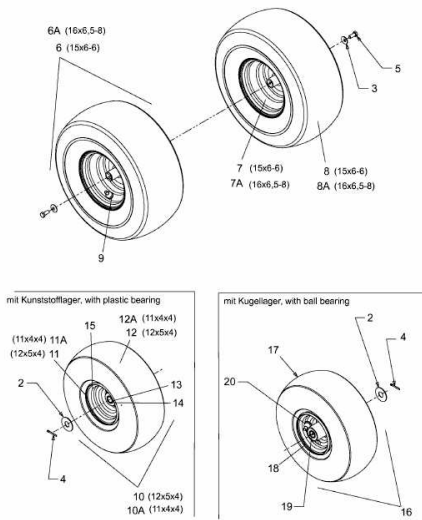 6A (16x6,5-8)
6 (15x6-6)
5
3
7 (15x6-6)
7A (16x6,5-8)
8 (15x6-6)
8A (16x6,5-8)
9
mit Kunststofflager, with plastic bearing
12A (11x4x4)
12 (12x5x4)
15
(11x4x4) 11A
(12x5x4) 11
2
13
14
4
10 (12x5x4)
10A (11x4x4)
mit Kugellager, with ball bearing
2
4
17
20
18
19
16